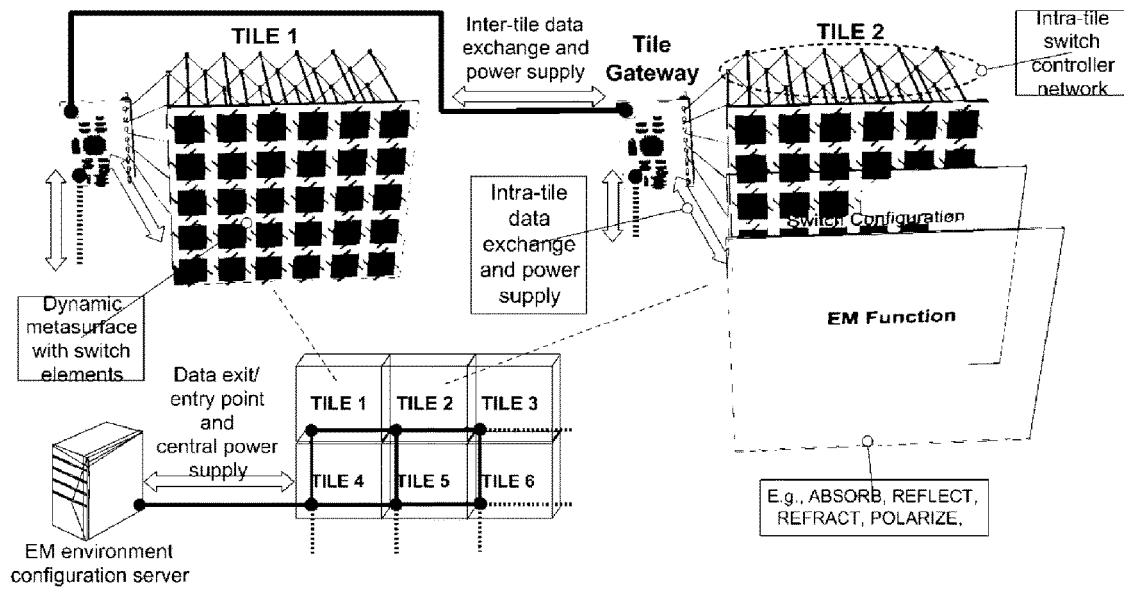 TILE 1
Inter-tile data
exchange and
power supply
Tile
Gateway
TILE 2
Intra-tile
switch
controller
network
Intra-tile
data
exchange
and power
supply
Switch Configuration
EM Function
Dynamic
metasurface
with switch
elements
Data exit/
entry point
and
central power
supply
TILE 1 TILE 2 TILE 3
TILE 4 TILE 5 TILE 6
E.g., ABSORB, REFLECT,
REFRACT, POLARIZE,
EM environment
configuration server